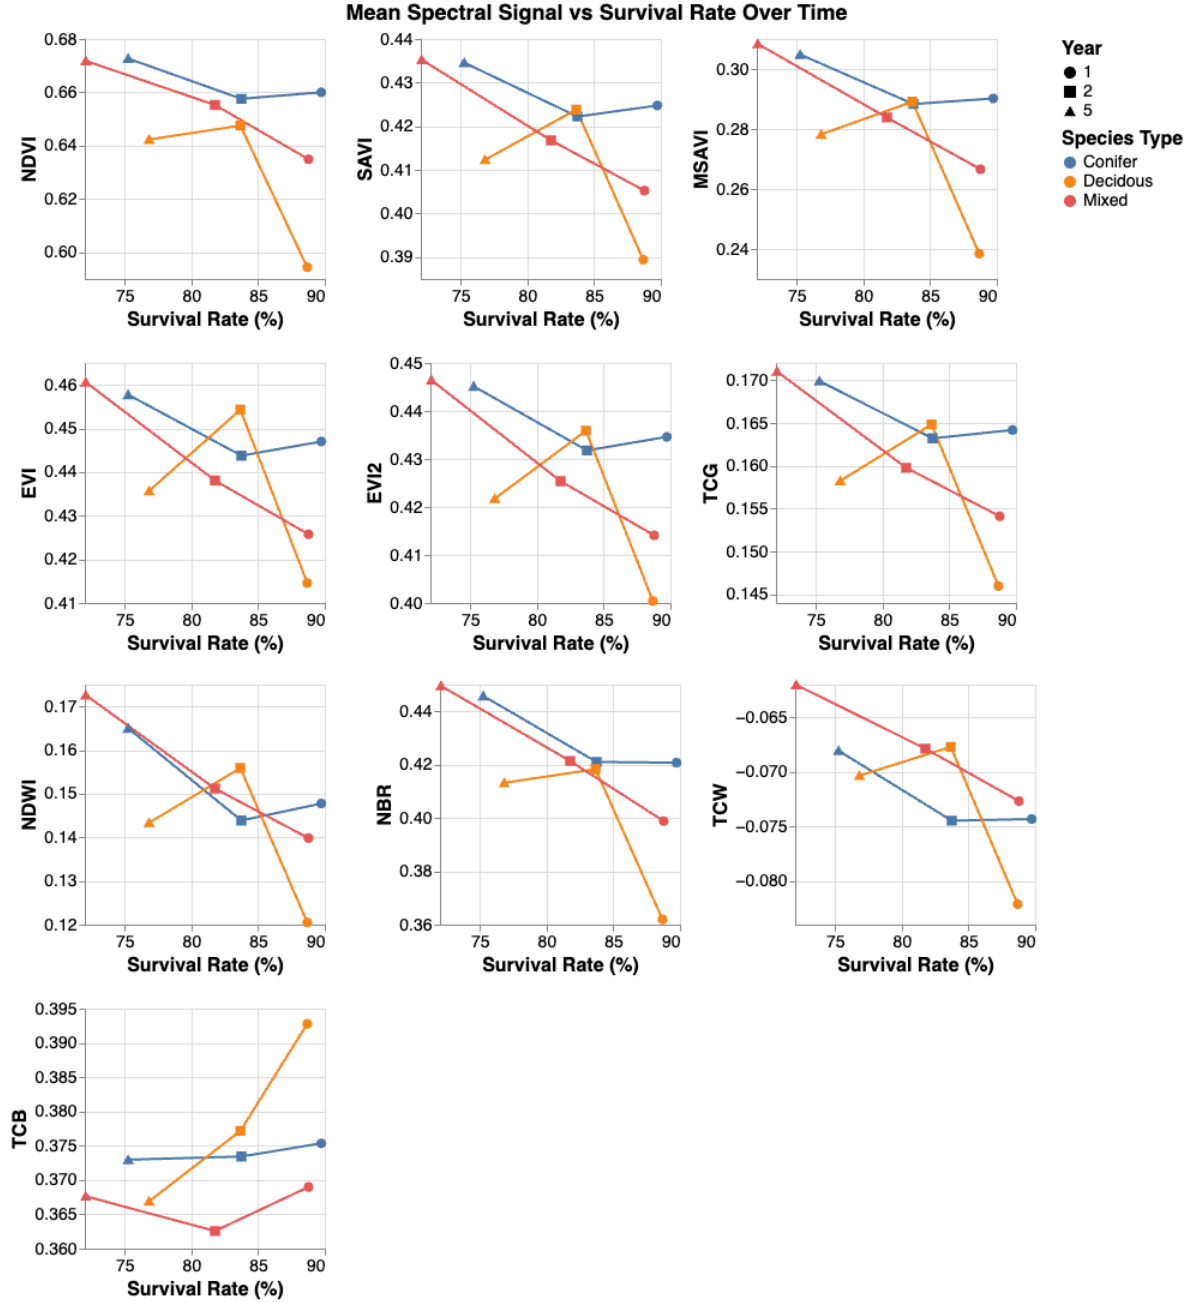 Mean Spectral Signal vs Survival Rate Over Time
Year
1
2
5
Species Type
Conifer
Decidous
Mixed
NDVI
0.68
0.66
0.64
0.62
0.60
75 80 85 90
Survival Rate (%)
SAVI
0.44
0.43
0.42
0.41
0.40
0.39
75 80 85 90
Survival Rate (%)
MSAVI
0.30
0.28
0.26
0.24
75 80 85 90
Survival Rate (%)
EVI
0.46
0.45
0.44
0.43
0.42
0.41
75 80 85 90
Survival Rate (%)
EVI2
0.45
0.44
0.43
0.42
0.41
0.40
75 80 85 90
Survival Rate (%)
TCG
0.170
0.165
0.160
0.155
0.150
0.145
75 80 85 90
Survival Rate (%)
NDWI
0.17
0.16
0.15
0.14
0.13
0.12
75 80 85 90
Survival Rate (%)
NBR
0.44
0.42
0.40
0.38
0.36
75 80 85 90
Survival Rate (%)
TCW
−0.065
−0.070
−0.075
−0.080
75 80 85 90
Survival Rate (%)
TCB
0.395
0.390
0.385
0.380
0.375
0.370
0.365
0.360
75 80 85 90
Survival Rate (%)